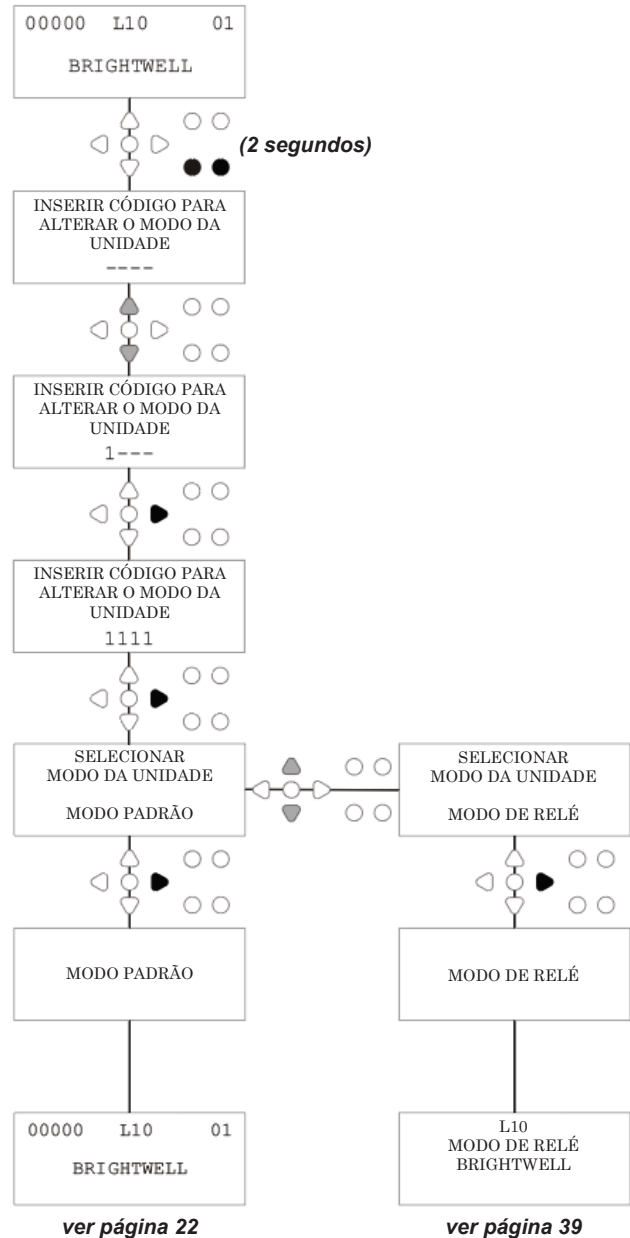 00000 L10 01
BRIGHTWELL
(2 segundos)
INSERIR CÓDIGO PARA
ALTERAR O MODO DA
UNIDADE
----
INSERIR CÓDIGO PARA
ALTERAR O MODO DA
UNIDADE
1---
INSERIR CÓDIGO PARA
ALTERAR O MODO DA
UNIDADE
1111
SELECIONAR
MODO DA UNIDADE
MODO PADRÃO
SELECIONAR
MODO DA UNIDADE
MODO DE RELÉ
MODO PADRÃO
MODO DE RELÉ
00000 L10 01
BRIGHTWELL
L10
MODO DE RELÉ
BRIGHTWELL
ver página 22
ver página 39